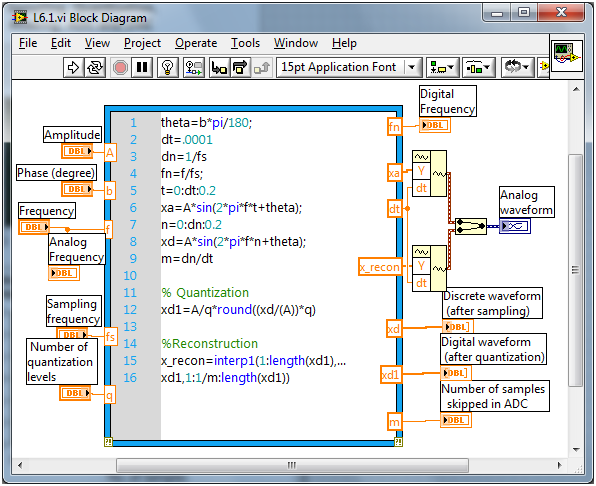 L6.1.vi Block Diagram
File Edit View Project Operate Tools Window Help
15pt Application Font
Digital
Frequency
DBL
fn
Amplitude
DBL
A
Phase (degree)
DBL
b
Frequency
DBL
f
Analog
Frequency
DBL
Sampling
frequency
DBL
fs
Number of
quantization
levels
DBL
q
1 theta=b*pi/180;
2 dt=.0001
3 dn=1/fs
4 fn=f/fs;
5 t=0:dt:0.2
6 xa=A*sin(2*pi*f*t+theta);
7 n=0:dn:0.2
8 xd=A*sin(2*pi*f*n+theta);
9 m=dn/dt
10
11 % Quantization
12 xd1=A/q*round((xd/(A))*q)
13
14 %Reconstruction
15 x_recon=interp1(1:length(xd1),...
16 xd1,1:1/m:length(xd1))
xa
Y
dt
dt
Analog
waveform
x_recon
Y
dt
Discrete waveform
(after sampling)
xd
DBL
Digital waveform
(after quantization)
xd1
DBL
Number of samples
skipped in ADC
m
DBL